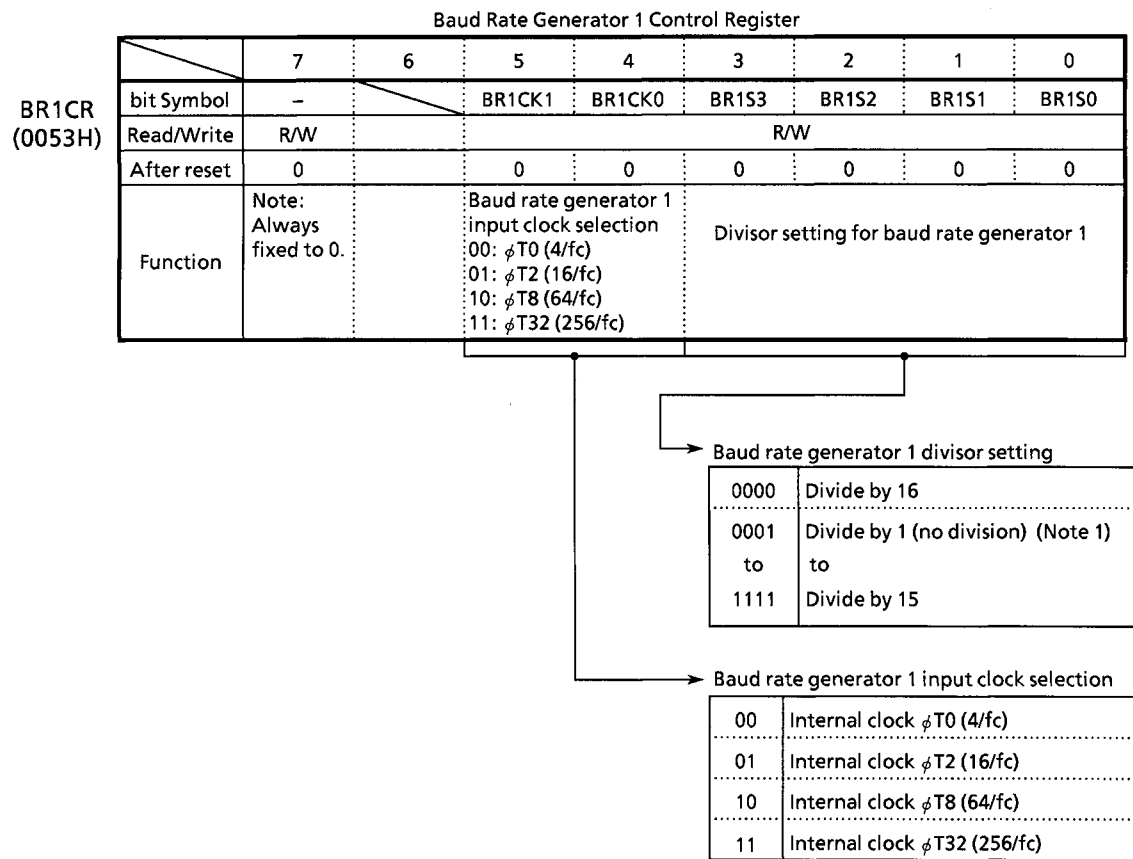 Baud Rate Generator 1 Control Register
7 6 5 4 3 2 1 0
BR1CR
(0053H)
bit Symbol – BR1CK1 BR1CK0 BR1S3 BR1S2 BR1S1 BR1S0
Read/Write R/W R/W
After reset 0 0 0 0 0 0 0
Function
Note:
Always
fixed to 0.
Baud rate generator 1
input clock selection
00: ϕT0 (4/fc)
01: ϕT2 (16/fc)
10: ϕT8 (64/fc)
11: ϕT32 (256/fc)
Divisor setting for baud rate generator 1
Baud rate generator 1 divisor setting
0000 Divide by 16
0001 Divide by 1 (no division) (Note 1)
to to
1111 Divide by 15
Baud rate generator 1 input clock selection
00 Internal clock ϕT0 (4/fc)
01 Internal clock ϕT2 (16/fc)
10 Internal clock ϕT8 (64/fc)
11 Internal clock ϕT32 (256/fc)